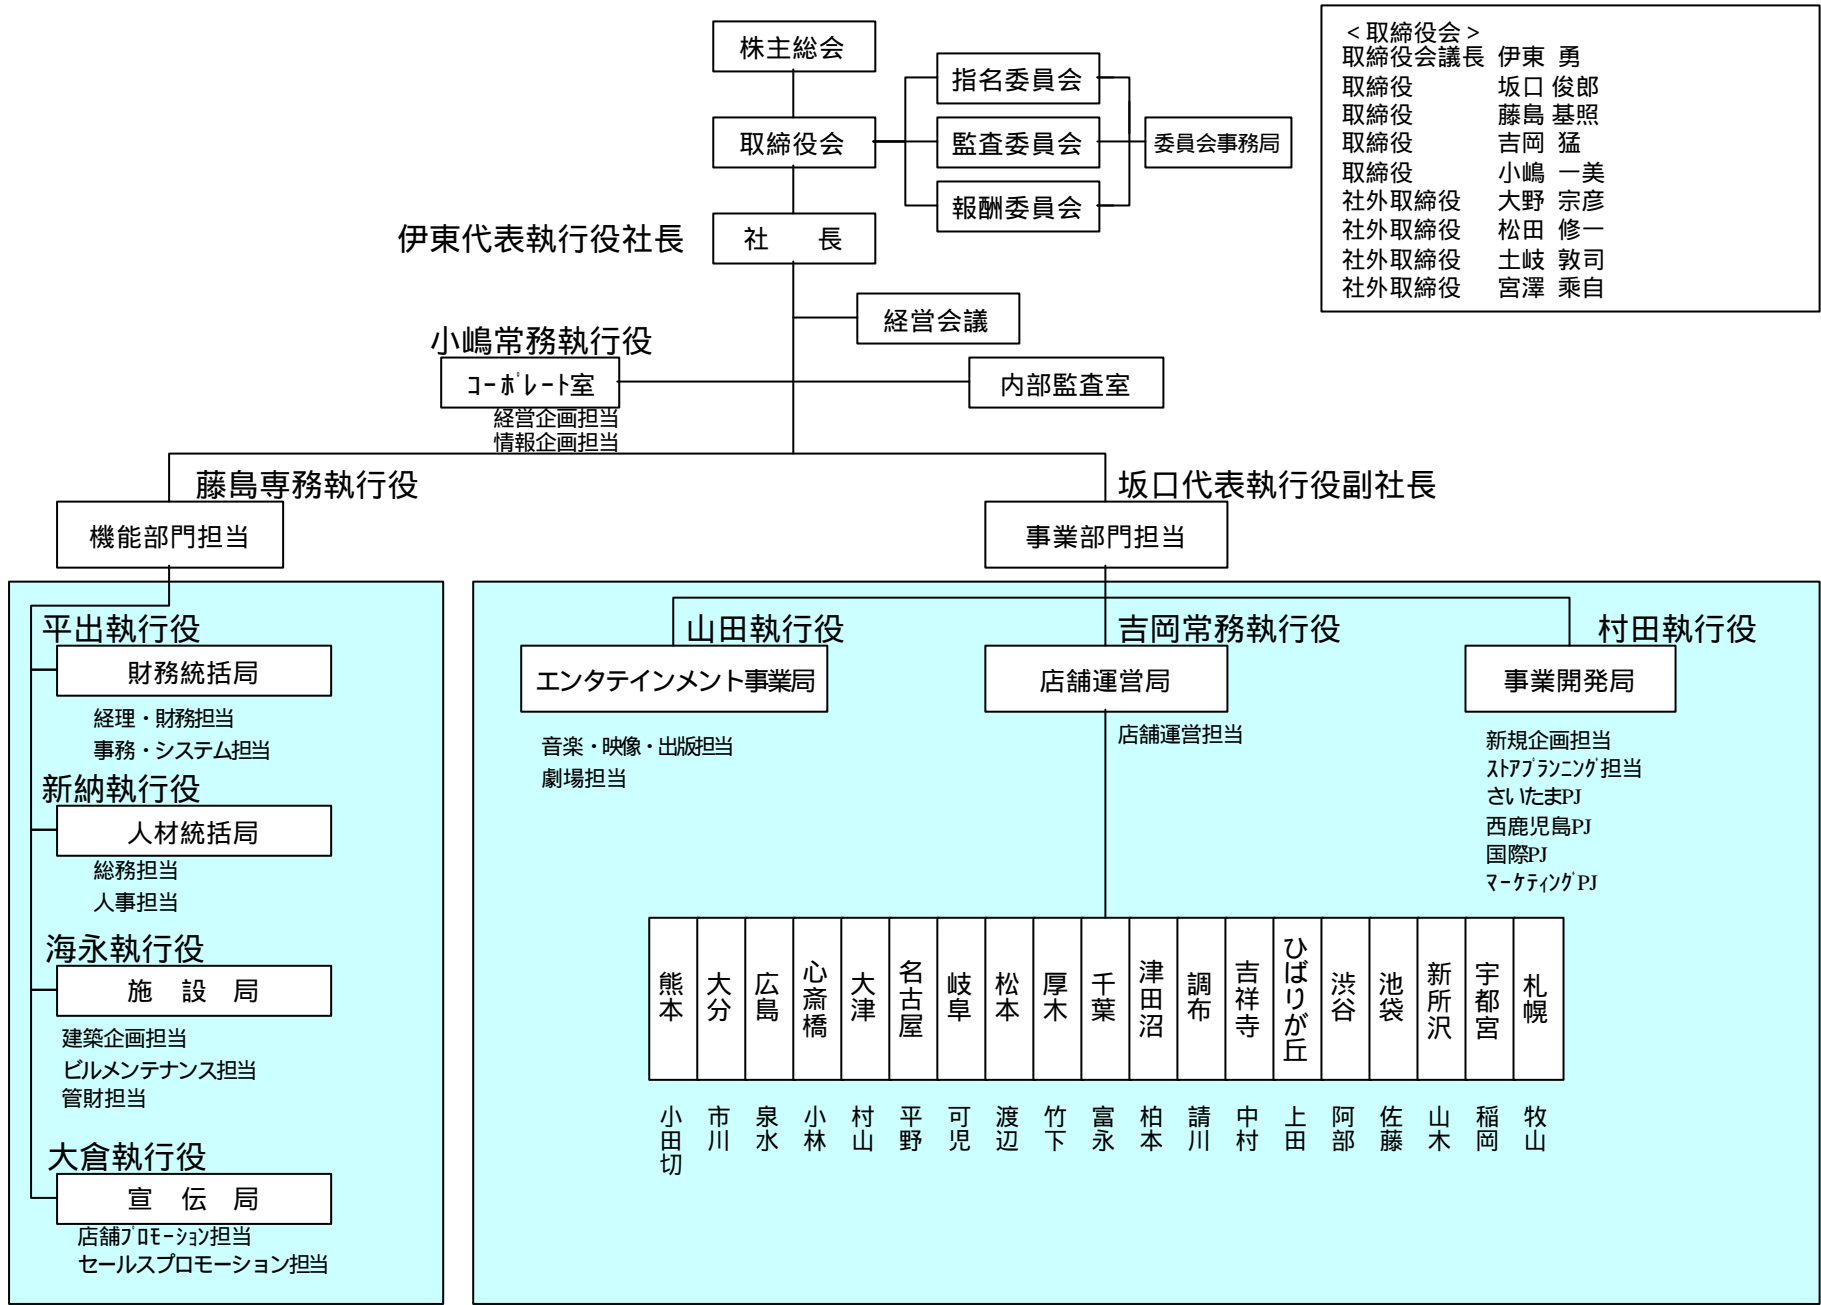 株主総会
指名委員会
取締役会
監査委員会
委員会事務局
報酬委員会
伊東代表執行役社長
社　長
＜取締役会＞
取締役会議長 伊東 勇
取締役 坂口 俊郎
取締役 藤島 基照
取締役 吉岡 猛
取締役 小嶋 一美
社外取締役 大野 宗彦
社外取締役 松田 修一
社外取締役 土岐 敦司
社外取締役 宮澤 乘自
経営会議
小嶋常務執行役
ｺｰﾎﾟﾚｰﾄ室
内部監査室
経営企画担当
情報企画担当
藤島専務執行役
機能部門担当
坂口代表執行役副社長
事業部門担当
平出執行役
財務統括局
経理・財務担当
事務・システム担当
新納執行役
人材統括局
総務担当
人事担当
海永執行役
施　設　局
建築企画担当
ビルメンテナンス担当
管財担当
大倉執行役
宣　伝　局
店舗ﾌﾟﾛﾓｰｼｮﾝ担当
セールスプロモーション担当
山田執行役
エンタテインメント事業局
音楽・映像・出版担当
劇場担当
吉岡常務執行役
店舗運営局
店舗運営担当
村田執行役
事業開発局
新規企画担当
ｽﾄｱﾌﾟﾗﾝﾆﾝｸﾞ担当
さいたまPJ
西鹿児島PJ
国際PJ
ﾏｰｹﾃｨﾝｸﾞPJ
熊本
大分
広島
心斎橋
大津
名古屋
岐阜
松本
厚木
千葉
津田沼
調布
吉祥寺
ひばりが丘
渋谷
池袋
新所沢
宇都宮
札幌
小田切
市川
泉水
小林
村山
平野
可児
渡辺
竹下
富永
柏本
請川
中村
上田
阿部
佐藤
山木
稲岡
牧山